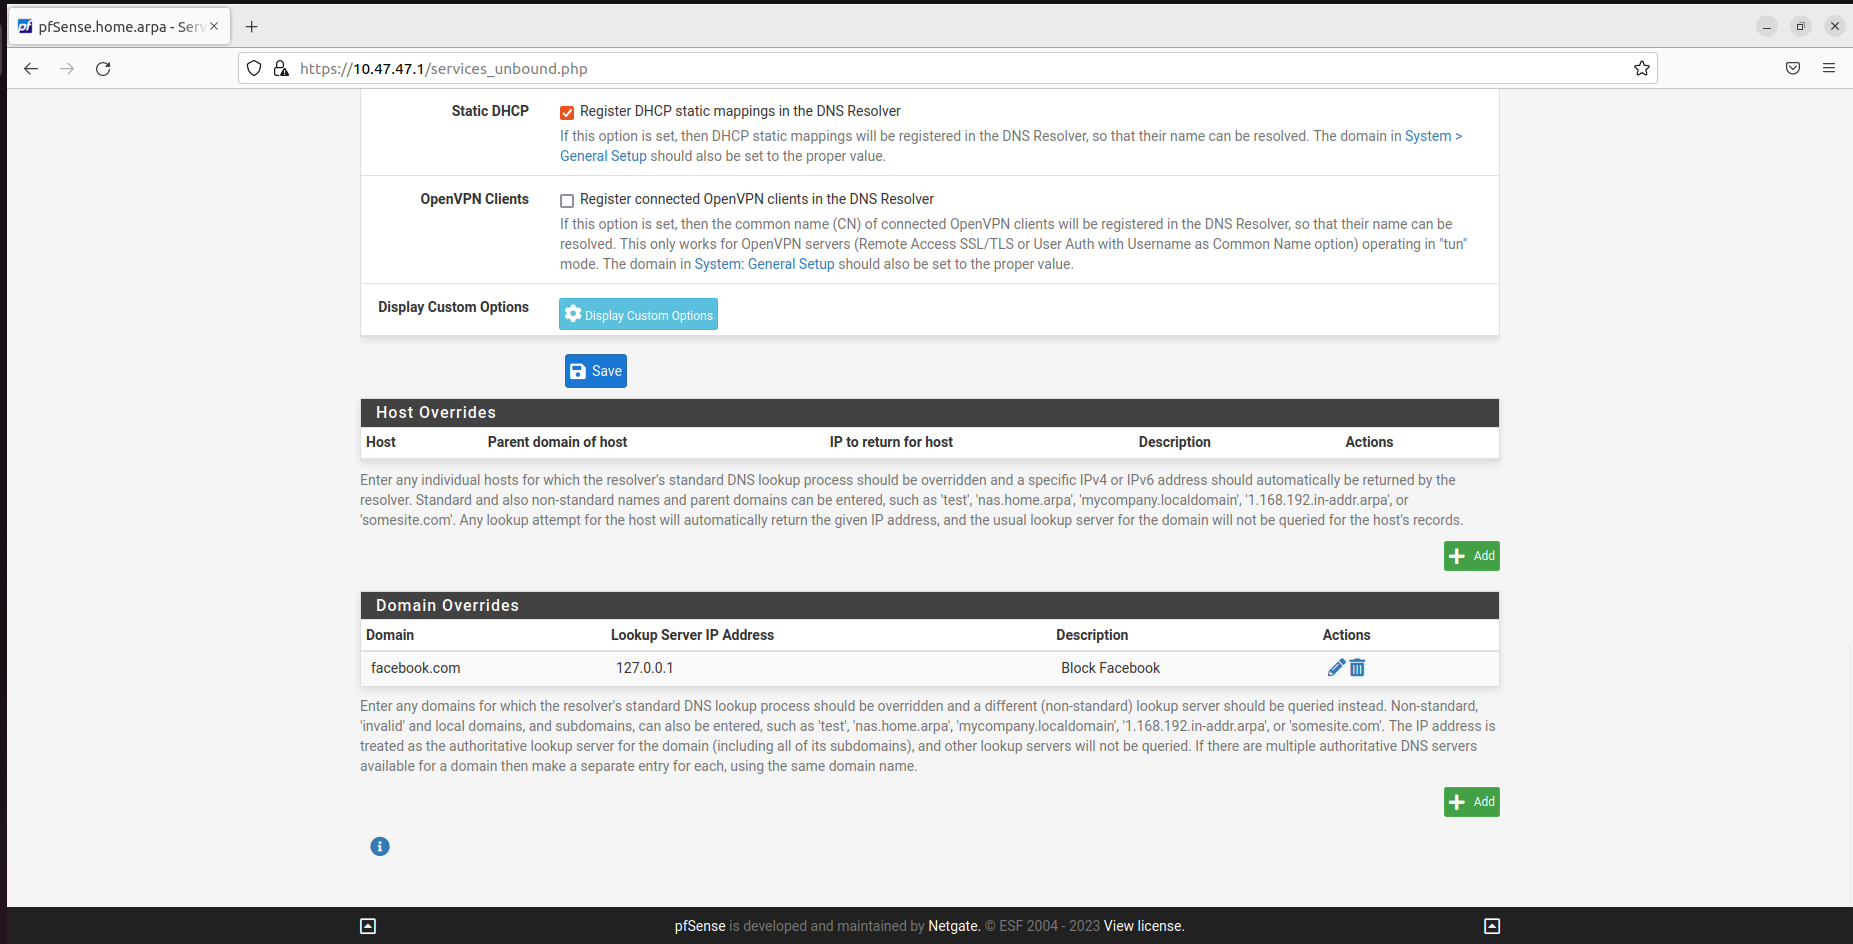 pfSense.home.arpa - Serv
https://10.47.47.1/services_unbound.php
Static DHCP
Register DHCP static mappings in the DNS Resolver
If this option is set, then DHCP static mappings will be registered in the DNS Resolver, so that their name can be resolved. The domain in System >
General Setup should also be set to the proper value.
OpenVPN Clients
Register connected OpenVPN clients in the DNS Resolver
If this option is set, then the common name (CN) of connected OpenVPN clients will be registered in the DNS Resolver, so that their name can be
resolved. This only works for OpenVPN servers (Remote Access SSL/TLS or User Auth with Username as Common Name option) operating in "tun"
mode. The domain in System: General Setup should also be set to the proper value.
Display Custom Options
Display Custom Options
Save
Host Overrides
Host Parent domain of host IP to return for host Description Actions
Enter any individual hosts for which the resolver's standard DNS lookup process should be overridden and a specific IPv4 or IPv6 address should automatically be returned by the
resolver. Standard and also non-standard names and parent domains can be entered, such as 'test', 'nas.home.arpa', 'mycompany.localdomain', '1.168.192.in-addr.arpa', or
'somesite.com'. Any lookup attempt for the host will automatically return the given IP address, and the usual lookup server for the domain will not be queried for the host's records.
Add
Domain Overrides
Domain Lookup Server IP Address Description Actions
facebook.com 127.0.0.1 Block Facebook
Enter any domains for which the resolver's standard DNS lookup process should be overridden and a different (non-standard) lookup server should be queried instead. Non-standard,
'invalid' and local domains, and subdomains, can also be entered, such as 'test', 'nas.home.arpa', 'mycompany.localdomain', '1.168.192.in-addr.arpa', or 'somesite.com'. The IP address is
treated as the authoritative lookup server for the domain (including all of its subdomains), and other lookup servers will not be queried. If there are multiple authoritative DNS servers
available for a domain then make a separate entry for each, using the same domain name.
Add
pfSense is developed and maintained by Netgate. © ESF 2004 - 2023 View license.